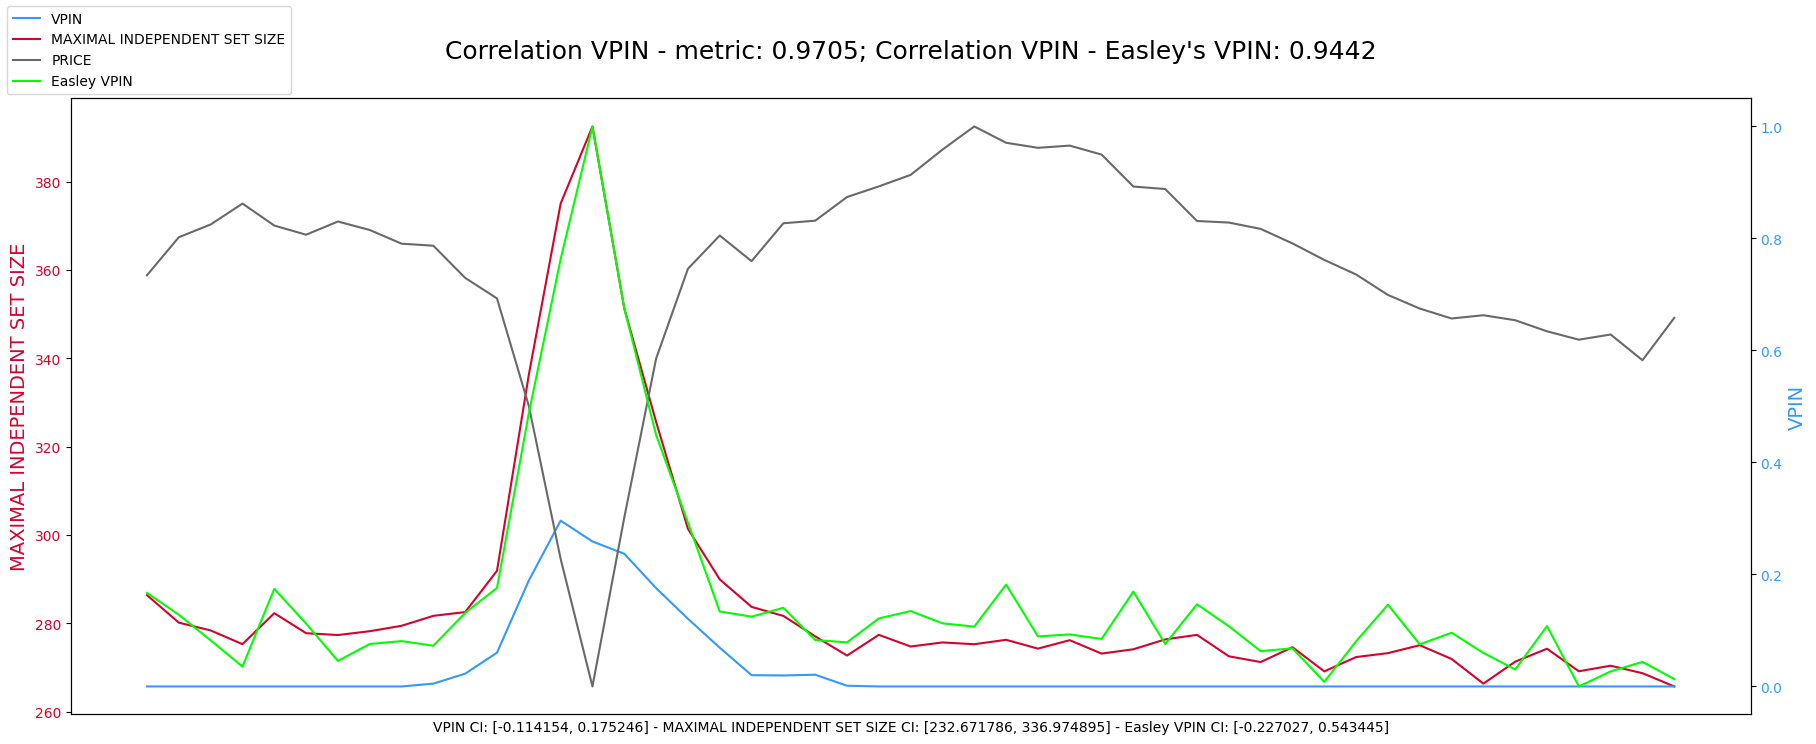 VPIN
MAXIMAL INDEPENDENT SET SIZE
PRICE
Easley VPIN
Correlation VPIN - metric: 0.9705; Correlation VPIN - Easley's VPIN: 0.9442
MAXIMAL INDEPENDENT SET SIZE
380
360
340
320
300
280
260
1.0
0.8
0.6
0.4
0.2
0.0
VPIN
VPIN CI: [-0.114154, 0.175246] - MAXIMAL INDEPENDENT SET SIZE CI: [232.671786, 336.974895] - Easley VPIN CI: [-0.227027, 0.543445]